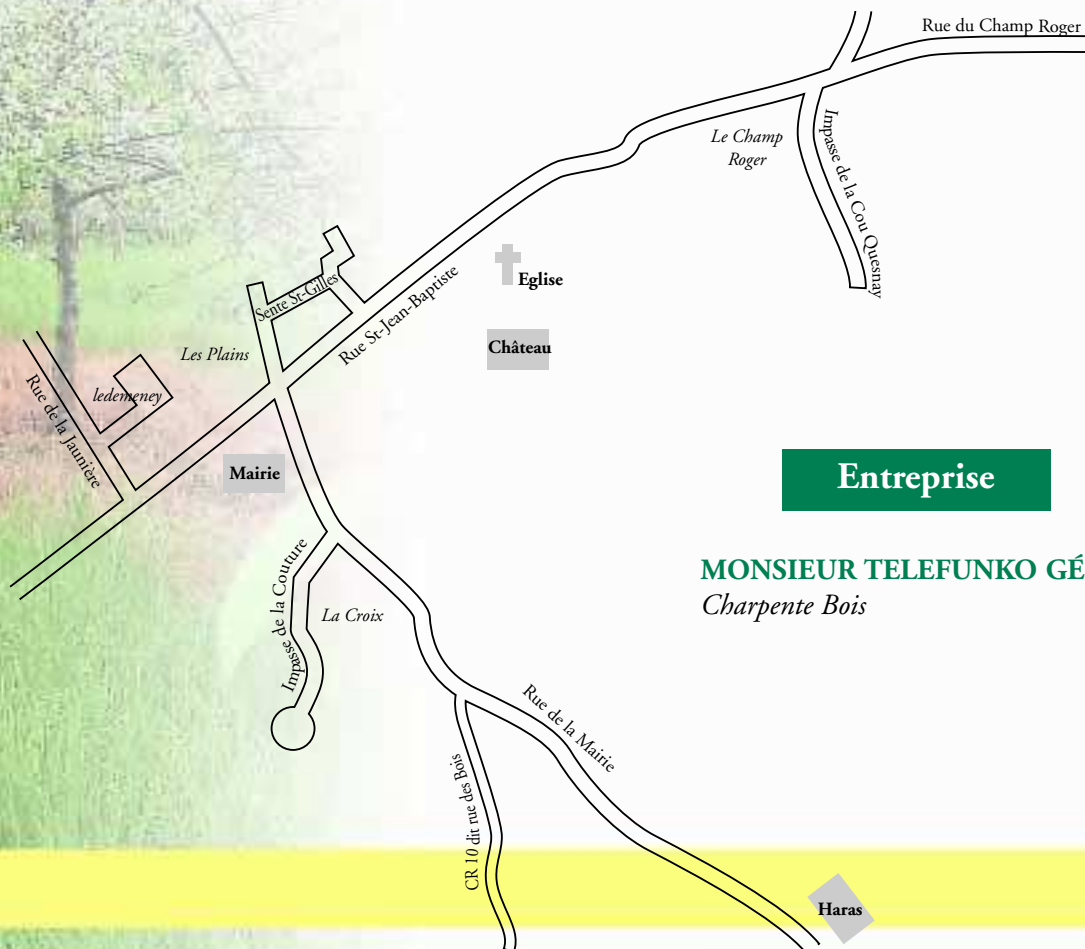 Rue du Champ Roger
Le Champ
Roger
Impasse de la Cou Quesnay
Eglise
Sente St-Gilles
Rue St-Jean-Baptiste
Château
Les Plains
ledemeney
Rue de la Jaunière
Mairie
Entreprise
MONSIEUR TELEFUNKO GÉ
Charpente Bois
Impasse de la Couture
La Croix
Rue de la Mairie
CR 10 dit rue des Bois
Haras